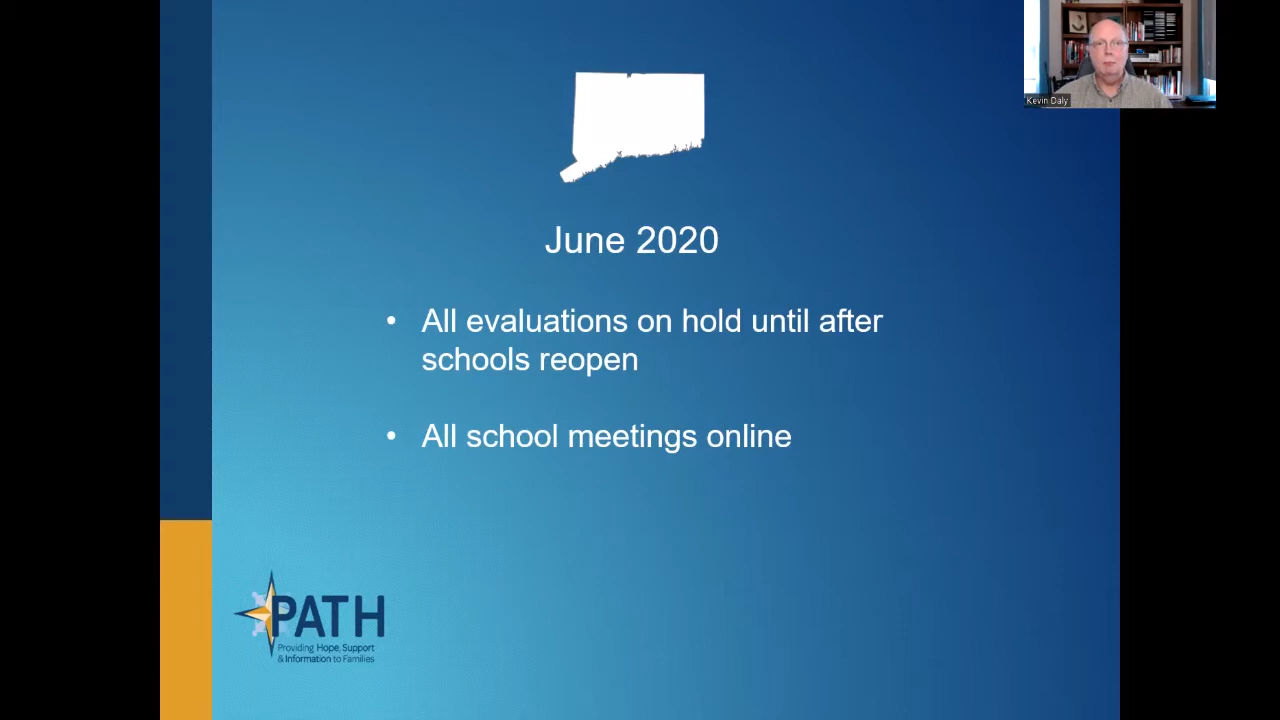 Kevin Daly
June 2020
• All evaluations on hold until after
schools reopen
• All school meetings online
PATH
Providing Hope, Support
& Information to Families